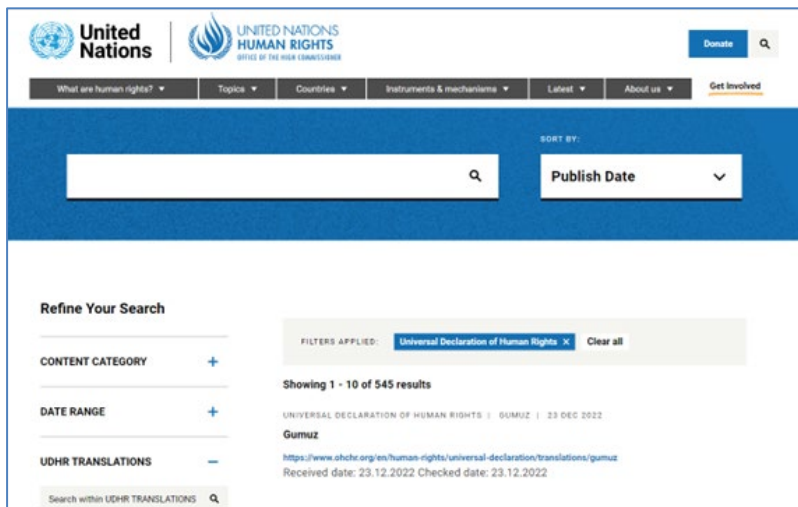 United
Nations
UNITED NATIONS
HUMAN RIGHTS
OFFICE OF THE HIGH COMMISSIONER
Donate
What are human rights?
Topics
Countries
Instruments & mechanisms
Latest
About us
Get Involved
SORT BY:
Publish Date
Refine Your Search
FILTERS APPLIED: Universal Declaration of Human Rights × Clear all
CONTENT CATEGORY +
Showing 1 - 10 of 545 results
DATE RANGE +
UNIVERSAL DECLARATION OF HUMAN RIGHTS | GUMUZ | 23 DEC 2022
Gumuz
UDHR TRANSLATIONS −
https://www.ohchr.org/en/human-rights/universal-declaration/translations/gumuz
Received date: 23.12.2022 Checked date: 23.12.2022
Search within UDHR TRANSLATIONS